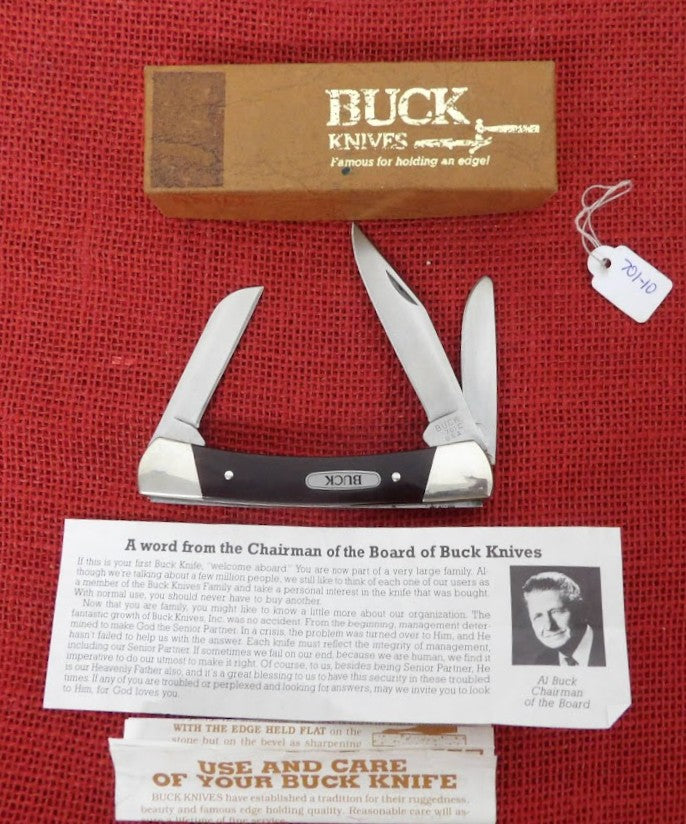 BUCK
KNIVES
Famous for holding an edge!
701-10
BUCK
U.S.A.
BUCK
A word from the Chairman of the Board of Buck Knives
If this is your first Buck Knife, "welcome aboard." You are now part of a very large family. Al-
though we're talking about a few million people, we still like to think of each one of our users as
a member of the Buck Knives Family and take a personal interest in the knife that was bought.
With normal use, you should never have to buy another.
Now that you are family, you might like to know a little more about our organization. The
fantastic growth of Buck Knives, Inc. was no accident. From the beginning, management deter-
mined to make God the Senior Partner. In a crisis, the problem was turned over to Him, and He
hasn't failed to help us with the answer. Each knife must reflect the integrity of management,
including our Senior Partner. If sometimes we fail on our end, because we are human, we find it
imperative to do our utmost to make it right. Of course, to us, besides being Senior Partner, He
is our Heavenly Father also, and it's a great blessing to us to have this security in these troubled
times. If any of you are troubled or perplexed and looking for answers, may we invite you to look
to Him, for God loves you.
Al Buck
Chairman
of the Board
WITH THE EDGE HELD FLAT on the
stone but on the bevel as sharpening
USE AND CARE
OF YOUR BUCK KNIFE
BUCK KNIVES have established a tradition for their ruggedness,
beauty and famous edge holding quality. Reasonable care will as-
lifetime of fine service